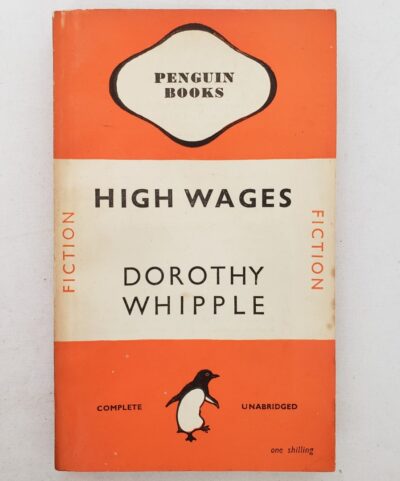 PENGUIN
BOOKS
HIGH WAGES
FICTION
FICTION
DOROTHY
WHIPPLE
COMPLETE UNABRIDGED
one shilling